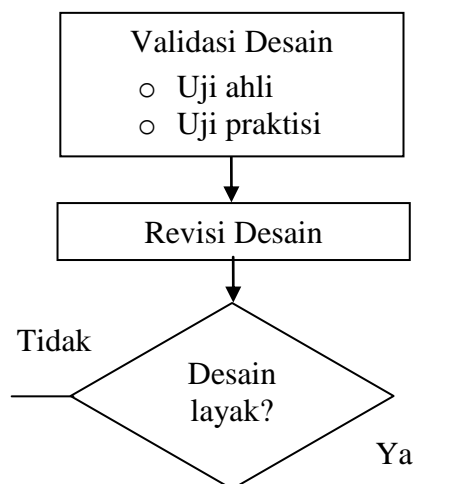 Validasi Desain
o Uji ahli
o Uji praktisi
Revisi Desain
Tidak
Desain
layak?
Ya